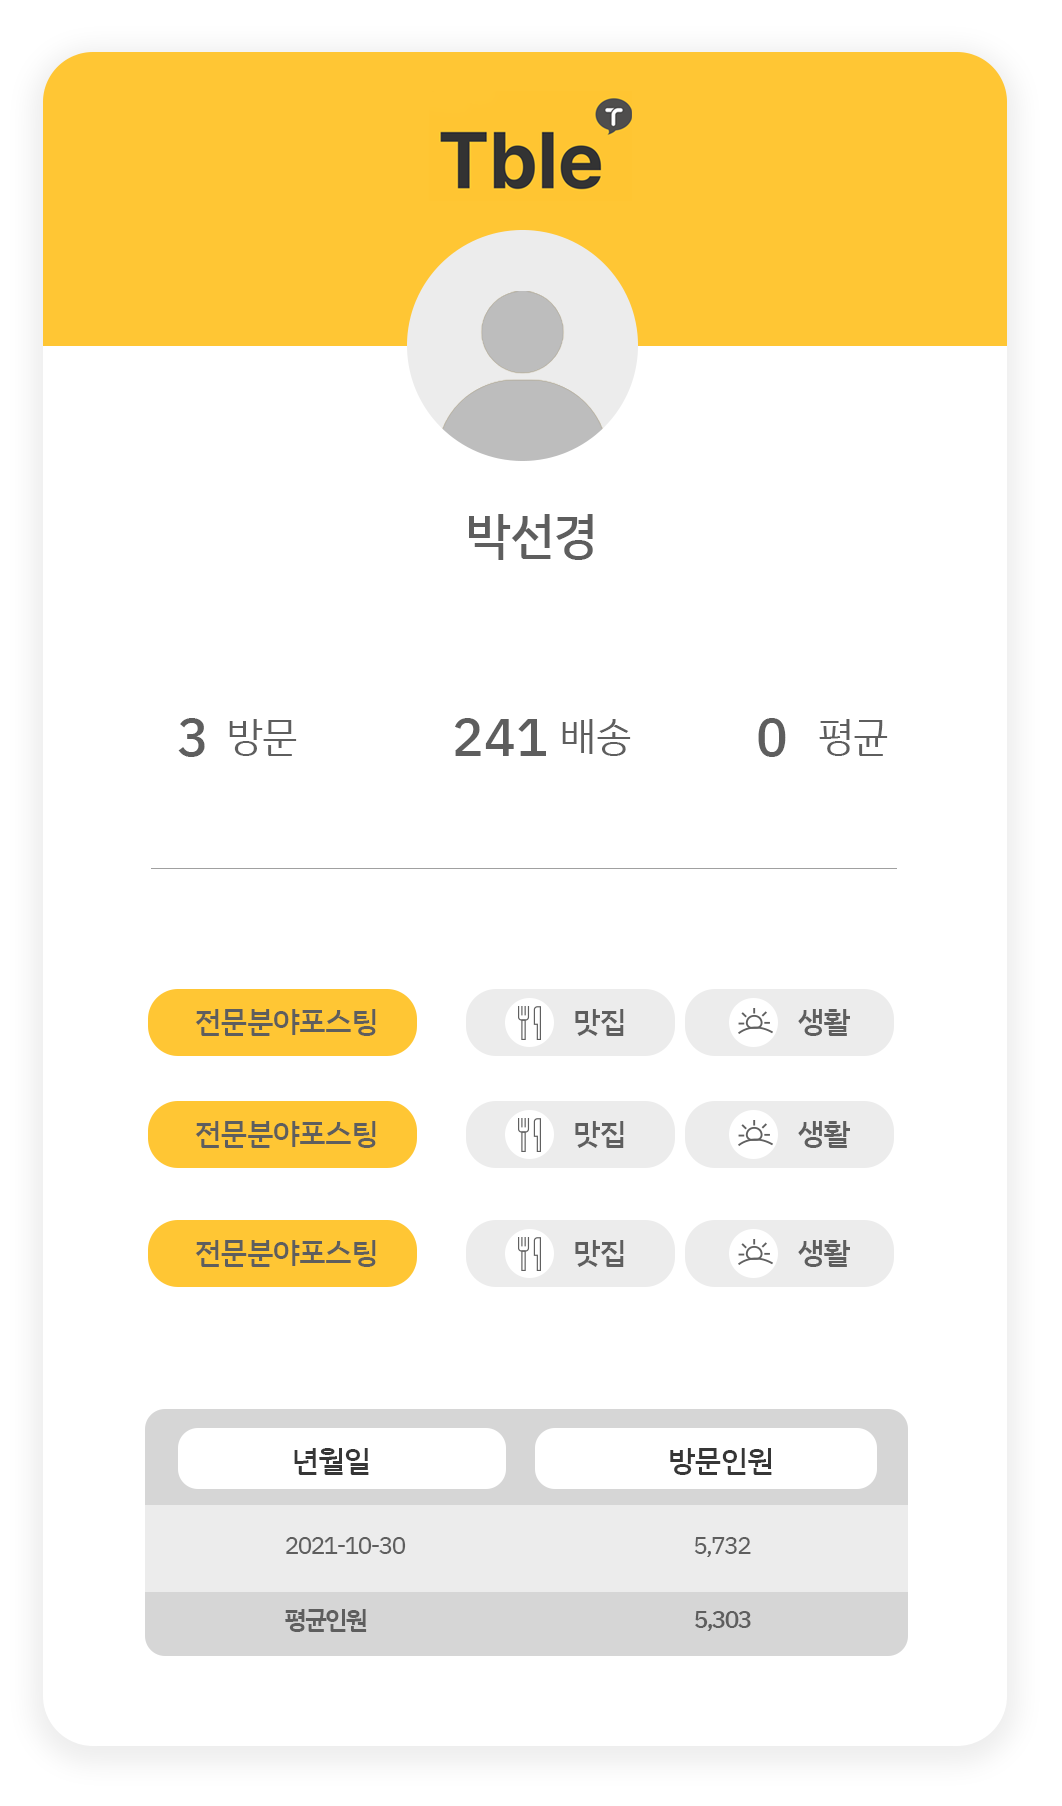 Tble
박선경
3 방문 241 배송 0 평균
전문분야포스팅 맛집 생활
전문분야포스팅 맛집 생활
전문분야포스팅 맛집 생활
년월일 방문인원
2021-10-30 5,732
평균인원 5,303